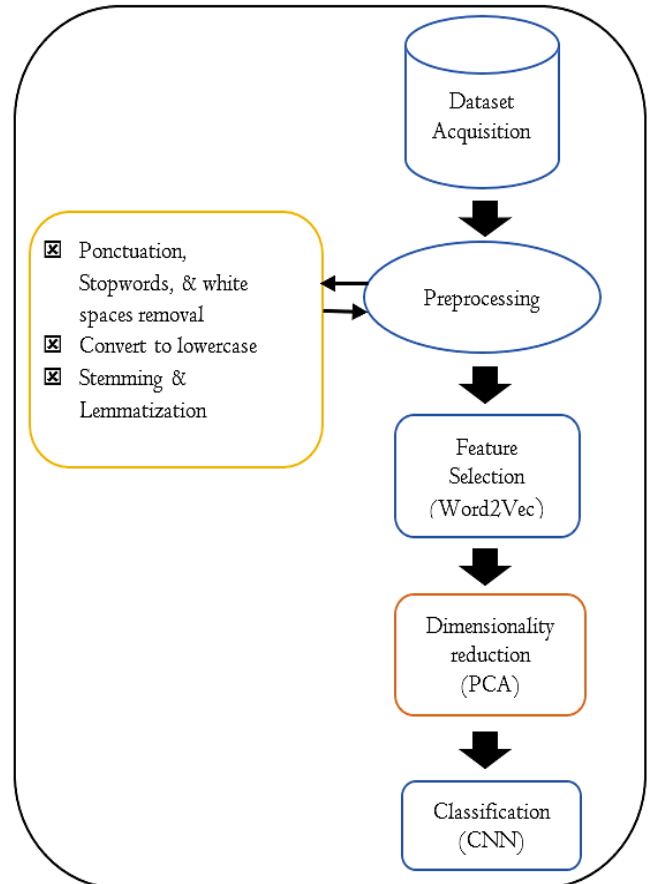 Dataset
Acquisition
Ponctuation,
Stopwords, & white
spaces removal
Convert to lowercase
Stemming &
Lemmatization
Preprocessing
Feature
Selection
(Word2Vec)
Dimensionality
reduction
(PCA)
Classification
(CNN)